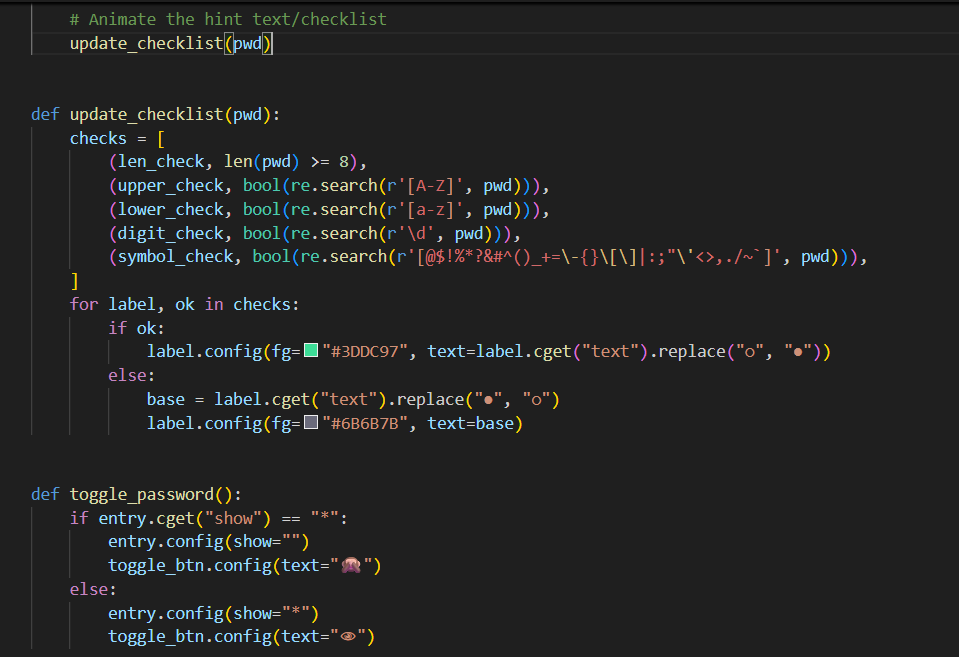 # Animate the hint text/checklist
update_checklist(pwd)
def update_checklist(pwd):
checks = [
(len_check, len(pwd) >= 8),
(upper_check, bool(re.search(r'[A-Z]', pwd))),
(lower_check, bool(re.search(r'[a-z]', pwd))),
(digit_check, bool(re.search(r'\d', pwd))),
(symbol_check, bool(re.search(r'[@$!%*?&#^()_+=\-{}\[\]|:;"\'<>,./~`]', pwd))),
]
for label, ok in checks:
if ok:
label.config(fg="#3DDC97", text=label.cget("text").replace("○", "●"))
else:
base = label.cget("text").replace("●", "○")
label.config(fg="#6B6B7B", text=base)
def toggle_password():
if entry.cget("show") == "*":
entry.config(show="")
toggle_btn.config(text="🙈")
else:
entry.config(show="*")
toggle_btn.config(text="👁")